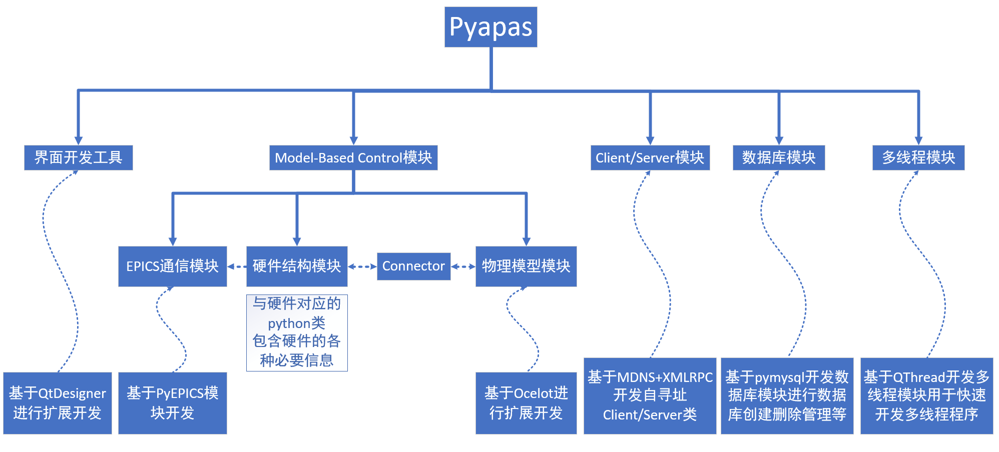 Pyapas
界面开发工具
Model-Based Control模块
Client/Server模块
数据库模块
多线程模块
EPICS通信模块
硬件结构模块
Connector
物理模型模块
与硬件对应的
python类
包含硬件的各
种必要信息
基于QtDesigner
进行扩展开发
基于PyEPICS模
块开发
基于Ocelot进
行扩展开发
基于MDNS+XMLRPC
开发自寻址
Client/Server类
基于pymysql开发数
据库模块进行数据
库创建删除管理等
基于QThread开发多
线程模块用于快速
开发多线程程序